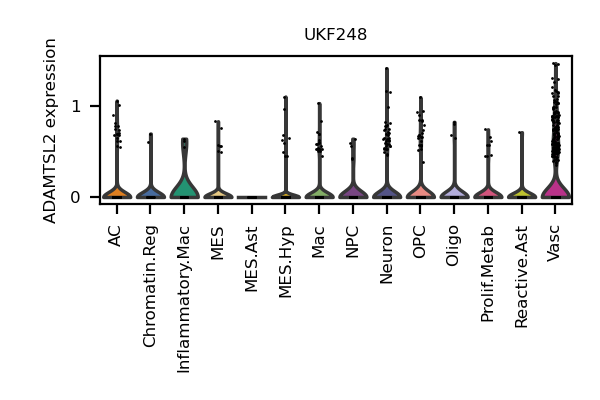 UKF248
ADAMTSL2 expression
1
0
AC
Chromatin.Reg
Inflammatory.Mac
MES
MES.Ast
MES.Hyp
Mac
NPC
Neuron
OPC
Oligo
Prolif.Metab
Reactive.Ast
Vasc